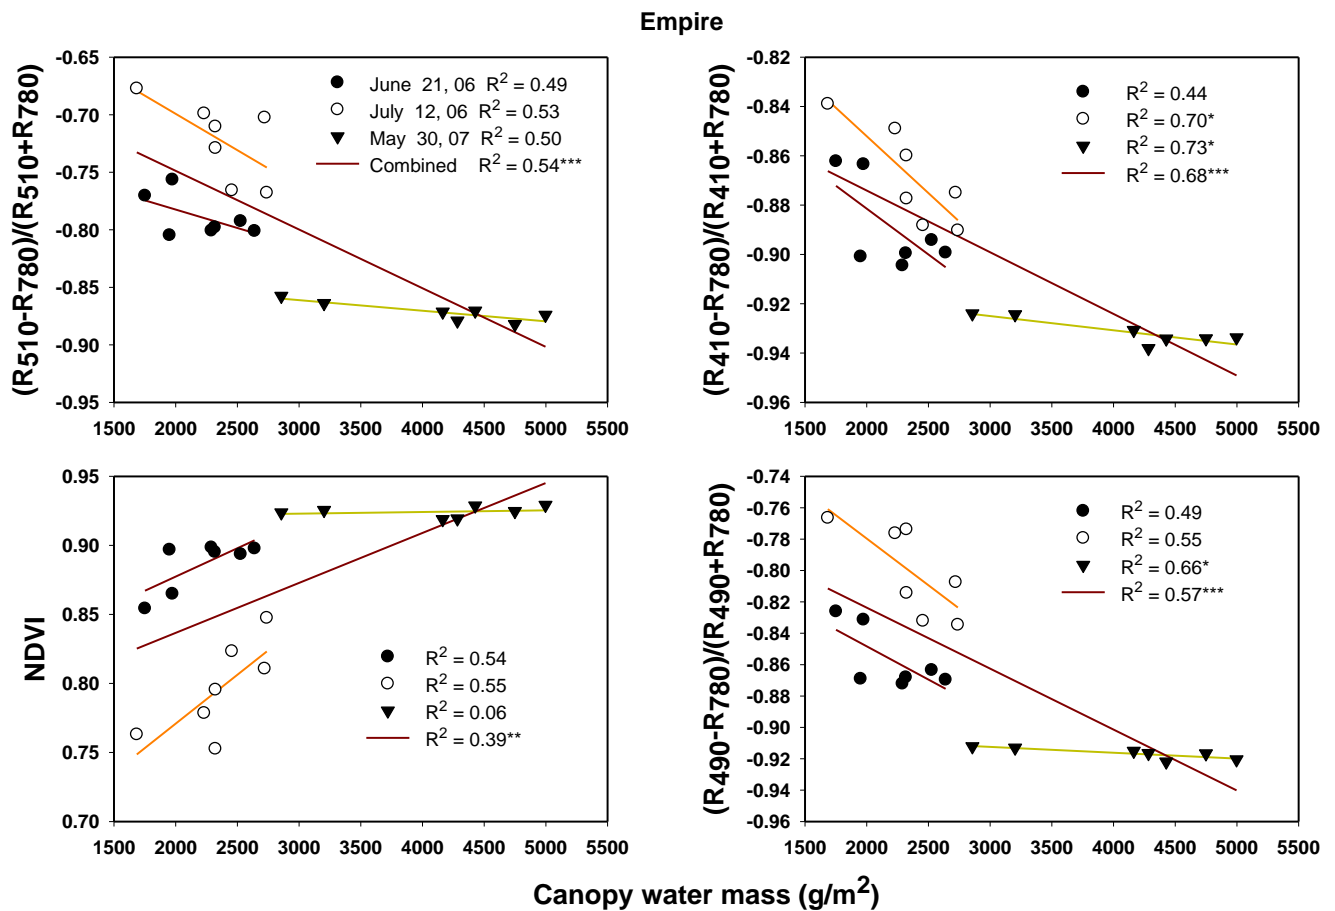 Empire
(R510-R780)/(R510+R780)
-0.65
-0.70
-0.75
-0.80
-0.85
-0.90
-0.95
June 21, 06 R2 = 0.49
July 12, 06 R2 = 0.53
May 30, 07 R2 = 0.50
Combined R2 = 0.54***
1500 2000 2500 3000 3500 4000 4500 5000 5500
(R410-R780)/(R410+R780)
-0.82
-0.84
-0.86
-0.88
-0.90
-0.92
-0.94
-0.96
R2 = 0.44
R2 = 0.70*
R2 = 0.73*
R2 = 0.68***
1500 2000 2500 3000 3500 4000 4500 5000 5500
NDVI
0.95
0.90
0.85
0.80
0.75
0.70
R2 = 0.54
R2 = 0.55
R2 = 0.06
R2 = 0.39**
1500 2000 2500 3000 3500 4000 4500 5000 5500
(R490-R780)/(R490+R780)
-0.74
-0.76
-0.78
-0.80
-0.82
-0.84
-0.86
-0.88
-0.90
-0.92
-0.94
-0.96
R2 = 0.49
R2 = 0.55
R2 = 0.66*
R2 = 0.57***
1500 2000 2500 3000 3500 4000 4500 5000 5500
Canopy water mass (g/m2)